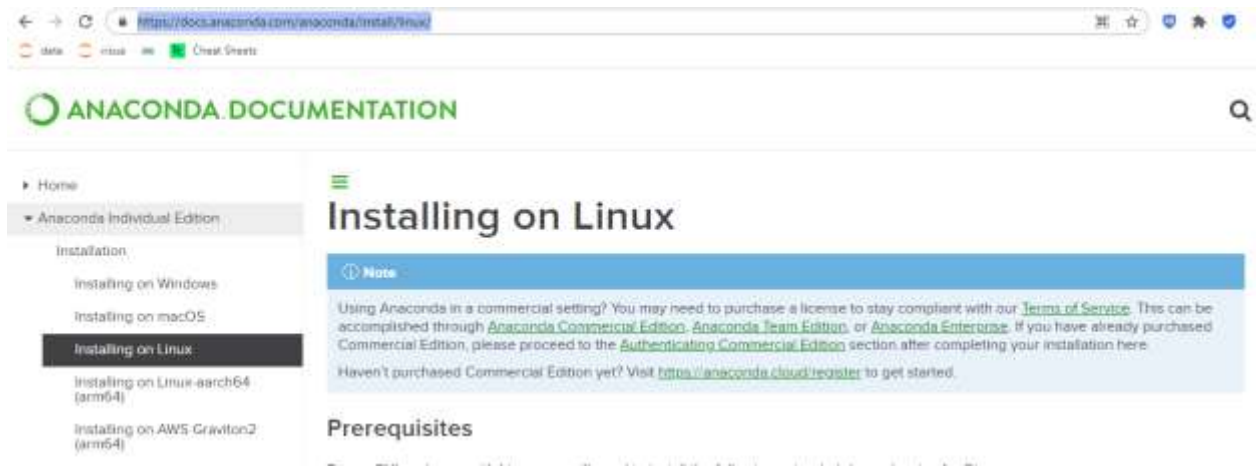 https://docs.anaconda.com/anaconda/install/linux/
data
Cheat Sheets
ANACONDA.DOCUMENTATION
Home
Anaconda Individual Edition
Installation
Installing on Windows
Installing on macOS
Installing on Linux
Installing on Linux-aarch64
(arm64)
Installing on AWS Graviton2
(arm64)
Installing on Linux
Note
Using Anaconda in a commercial setting? You may need to purchase a license to stay compliant with our Terms of Service. This can be
accomplished through Anaconda Commercial Edition, Anaconda Team Edition, or Anaconda Enterprise. If you have already purchased
Commercial Edition, please proceed to the Authenticating Commercial Edition section after completing your installation here.
Haven't purchased Commercial Edition yet? Visit https://anaconda.cloud/register to get started.
Prerequisites